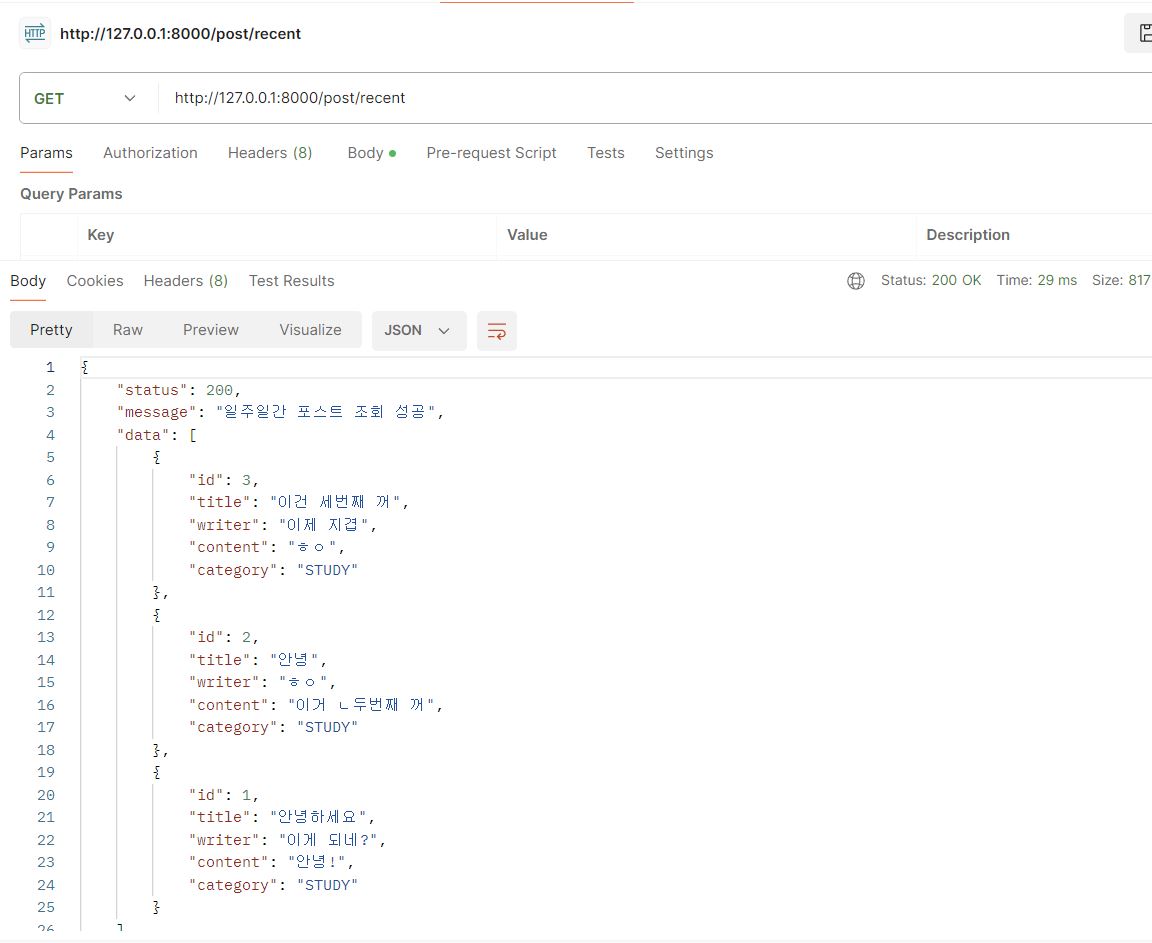 HTTP http://127.0.0.1:8000/post/recent
GET http://127.0.0.1:8000/post/recent
Params Authorization Headers (8) Body Pre-request Script Tests Settings
Query Params
Key Value Description
Body Cookies Headers (8) Test Results Status: 200 OK Time: 29 ms Size: 817
Pretty Raw Preview Visualize JSON
1 {
2 "status": 200,
3 "message": "일주일간 포스트 조회 성공",
4 "data": [
5 {
6 "id": 3,
7 "title": "이건 세번째 꺼",
8 "writer": "이제 지겹",
9 "content": "ㅎㅇ",
10 "category": "STUDY"
11 },
12 {
13 "id": 2,
14 "title": "안녕",
15 "writer": "ㅎㅇ",
16 "content": "이거 ㄴ두번째 꺼",
17 "category": "STUDY"
18 },
19 {
20 "id": 1,
21 "title": "안녕하세요",
22 "writer": "이게 되네?",
23 "content": "안녕!",
24 "category": "STUDY"
25 }
26 ]